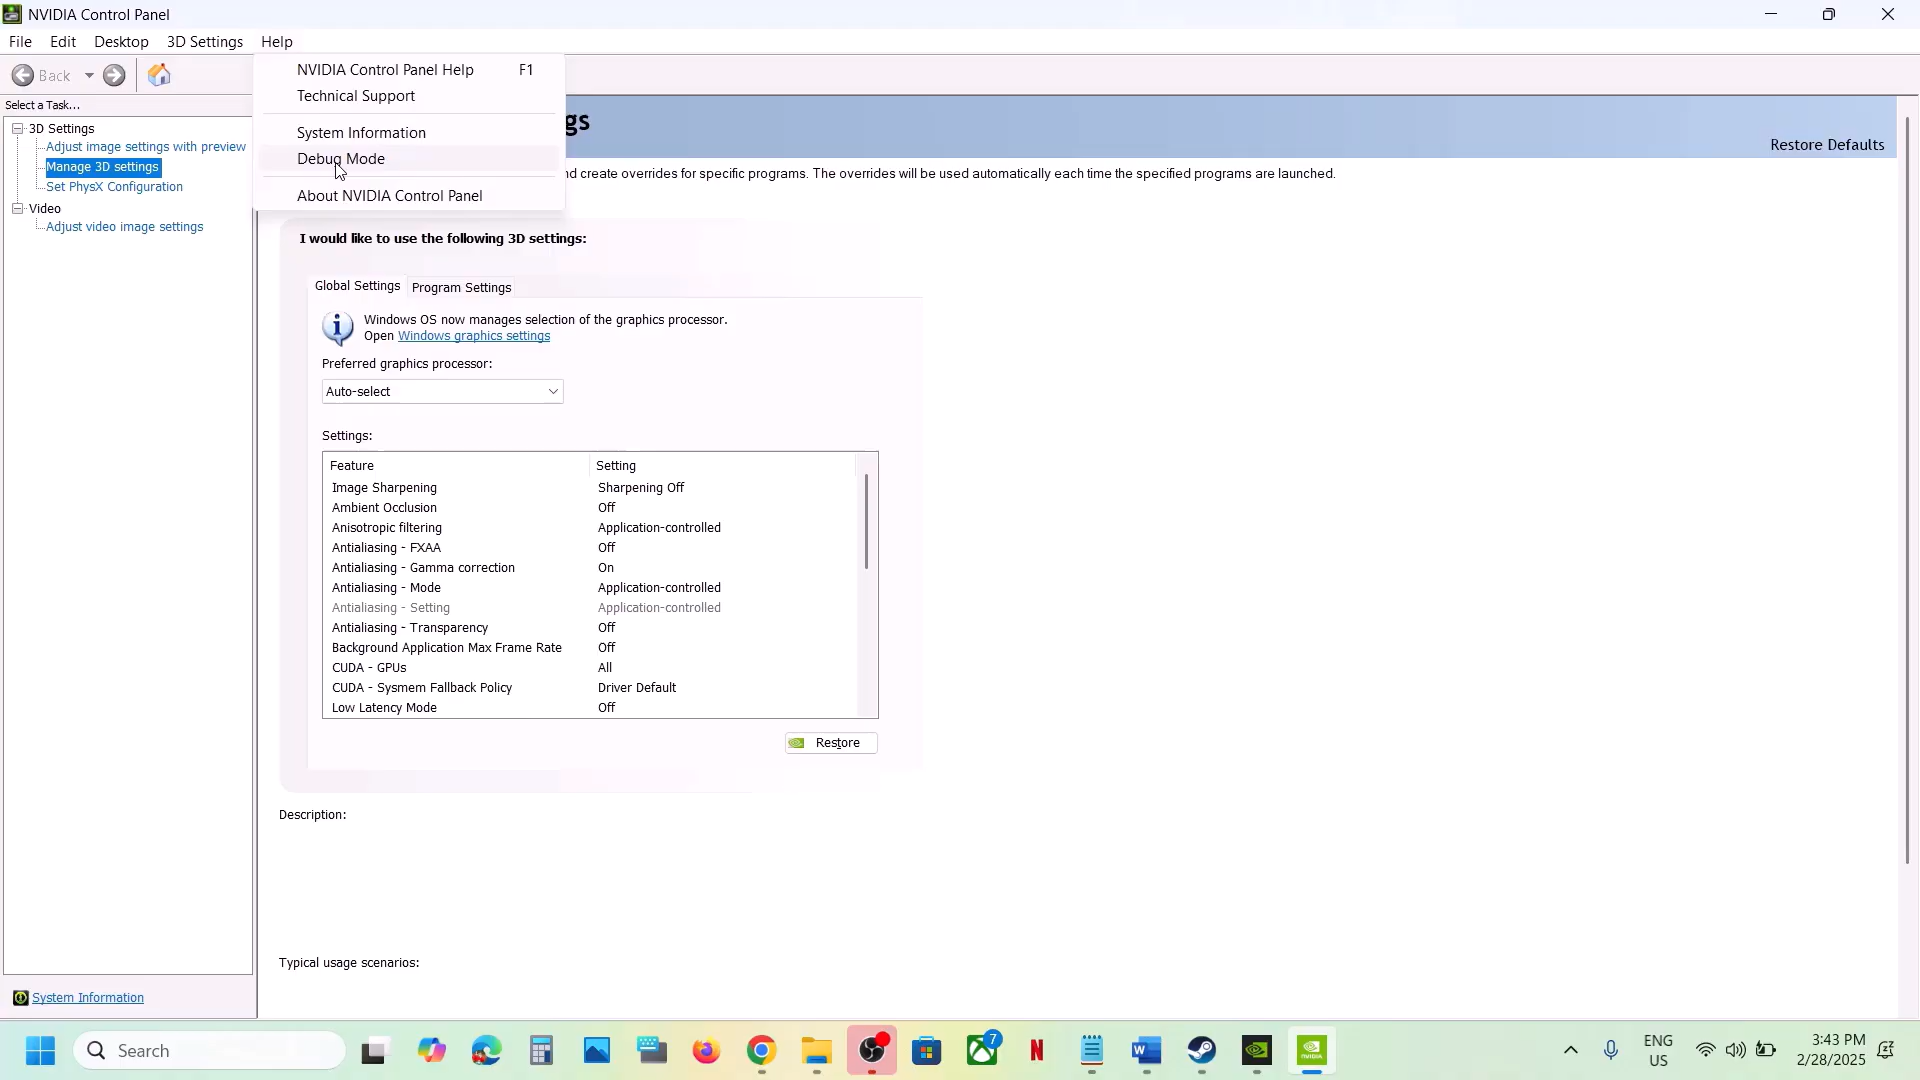 NVIDIA Control Panel
File Edit Desktop 3D Settings Help
Back
NVIDIA Control Panel Help F1
Technical Support
System Information
Debug Mode
About NVIDIA Control Panel
Select a Task...
3D Settings
Adjust image settings with preview
Manage 3D settings
Set PhysX Configuration
Video
Adjust video image settings
System Information
gs
Restore Defaults
nd create overrides for specific programs. The overrides will be used automatically each time the specified programs are launched.
I would like to use the following 3D settings:
Global Settings Program Settings
Windows OS now manages selection of the graphics processor.
Open Windows graphics settings
Preferred graphics processor:
Auto-select
Settings:
Feature Setting
Image Sharpening Sharpening Off
Ambient Occlusion Off
Anisotropic filtering Application-controlled
Antialiasing - FXAA Off
Antialiasing - Gamma correction On
Antialiasing - Mode Application-controlled
Antialiasing - Setting Application-controlled
Antialiasing - Transparency Off
Background Application Max Frame Rate Off
CUDA - GPUs All
CUDA - Sysmem Fallback Policy Driver Default
Low Latency Mode Off
Restore
Description:
Typical usage scenarios:
Search
7
ENG
US
3:43 PM
2/28/2025